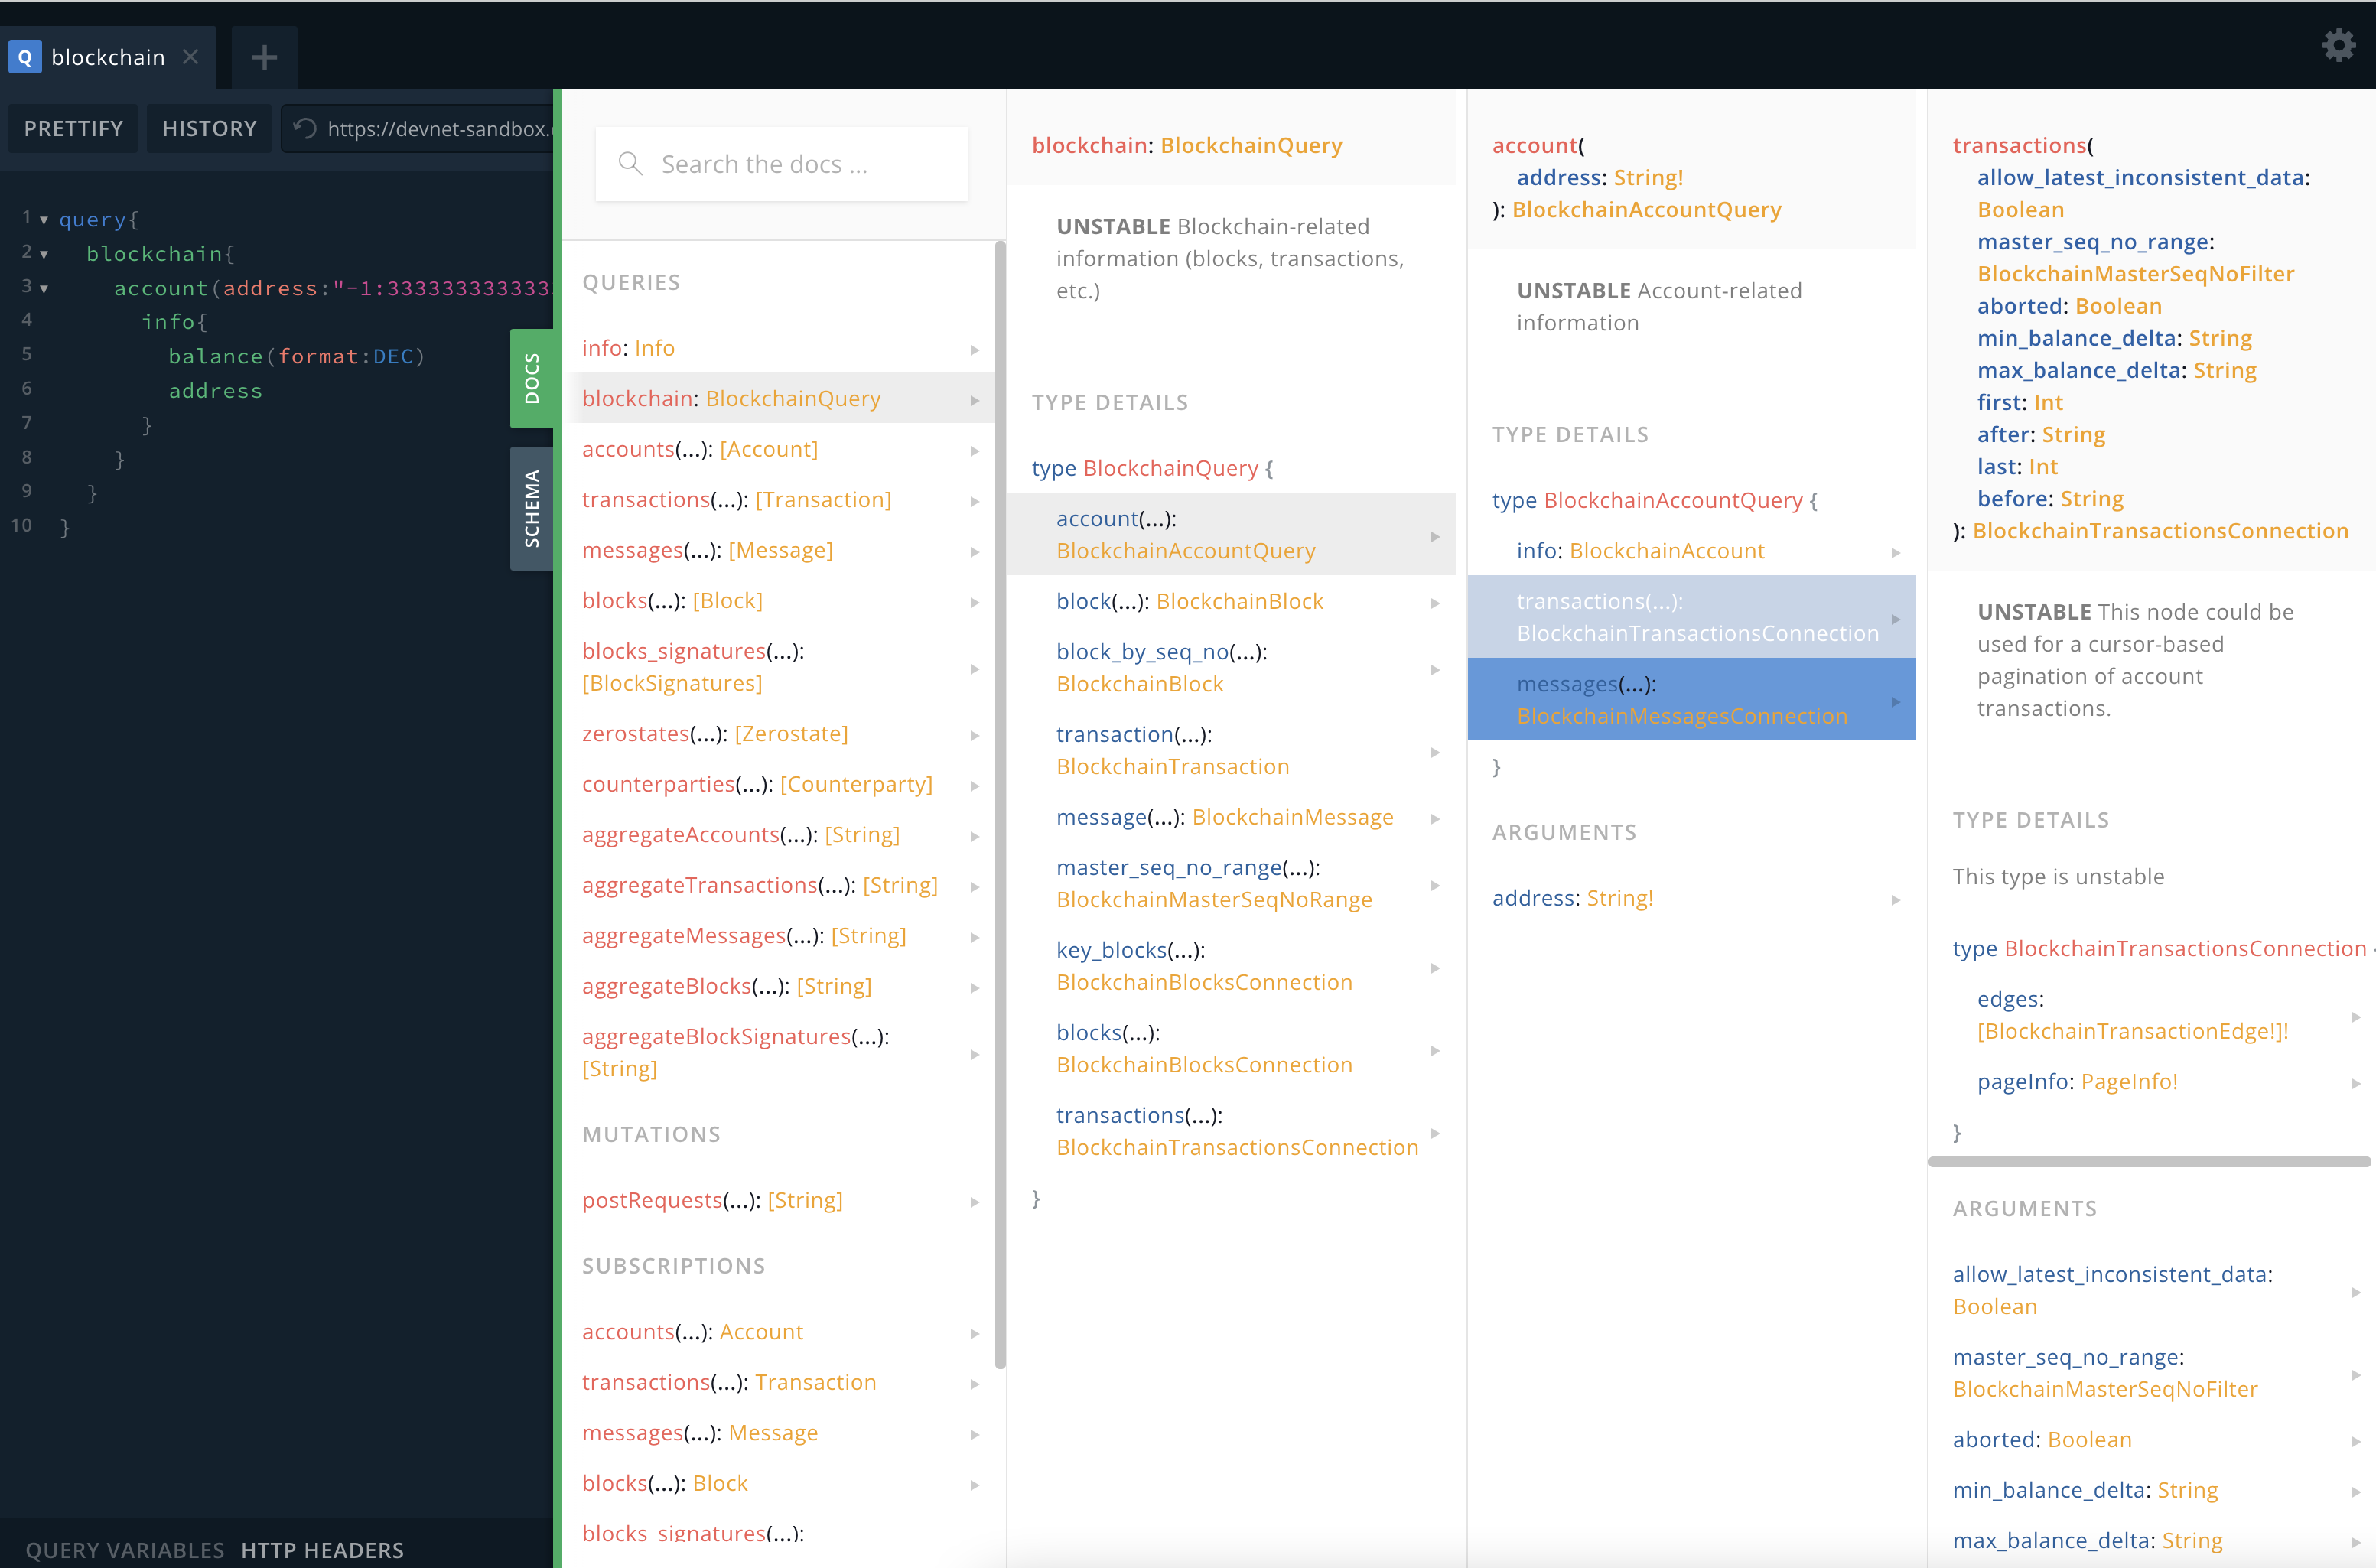 Q blockchain
PRETTIFY HISTORY https://devnet-sandbox.
1 query{
2 blockchain{
3 account(address:"-1:3333333333333
4 info{
5 balance(format:DEC)
6 address
7 }
8 }
9 }
10 }
QUERY VARIABLES HTTP HEADERS
DOCS
SCHEMA
Search the docs ...
QUERIES
info: Info
blockchain: BlockchainQuery
accounts(...): [Account]
transactions(...): [Transaction]
messages(...): [Message]
blocks(...): [Block]
blocks_signatures(...):
[BlockSignatures]
zerostates(...): [Zerostate]
counterparties(...): [Counterparty]
aggregateAccounts(...): [String]
aggregateTransactions(...): [String]
aggregateMessages(...): [String]
aggregateBlocks(...): [String]
aggregateBlockSignatures(...):
[String]
MUTATIONS
postRequests(...): [String]
SUBSCRIPTIONS
accounts(...): Account
transactions(...): Transaction
messages(...): Message
blocks(...): Block
blocks_signatures(...):
blockchain: BlockchainQuery
UNSTABLE Blockchain-related
information (blocks, transactions,
etc.)
TYPE DETAILS
type BlockchainQuery {
account(...):
BlockchainAccountQuery
block(...): BlockchainBlock
block_by_seq_no(...):
BlockchainBlock
transaction(...):
BlockchainTransaction
message(...): BlockchainMessage
master_seq_no_range(...):
BlockchainMasterSeqNoRange
key_blocks(...):
BlockchainBlocksConnection
blocks(...):
BlockchainBlocksConnection
transactions(...):
BlockchainTransactionsConnection
}
account(
address: String!
): BlockchainAccountQuery
UNSTABLE Account-related
information
TYPE DETAILS
type BlockchainAccountQuery {
info: BlockchainAccount
transactions(...):
BlockchainTransactionsConnection
messages(...):
BlockchainMessagesConnection
}
ARGUMENTS
address: String!
transactions(
allow_latest_inconsistent_data:
Boolean
master_seq_no_range:
BlockchainMasterSeqNoFilter
aborted: Boolean
min_balance_delta: String
max_balance_delta: String
first: Int
after: String
last: Int
before: String
): BlockchainTransactionsConnection
UNSTABLE This node could be
used for a cursor-based
pagination of account
transactions.
TYPE DETAILS
This type is unstable
type BlockchainTransactionsConnection
edges:
[BlockchainTransactionEdge!]!
pageInfo: PageInfo!
}
ARGUMENTS
allow_latest_inconsistent_data:
Boolean
master_seq_no_range:
BlockchainMasterSeqNoFilter
aborted: Boolean
min_balance_delta: String
max_balance_delta: String